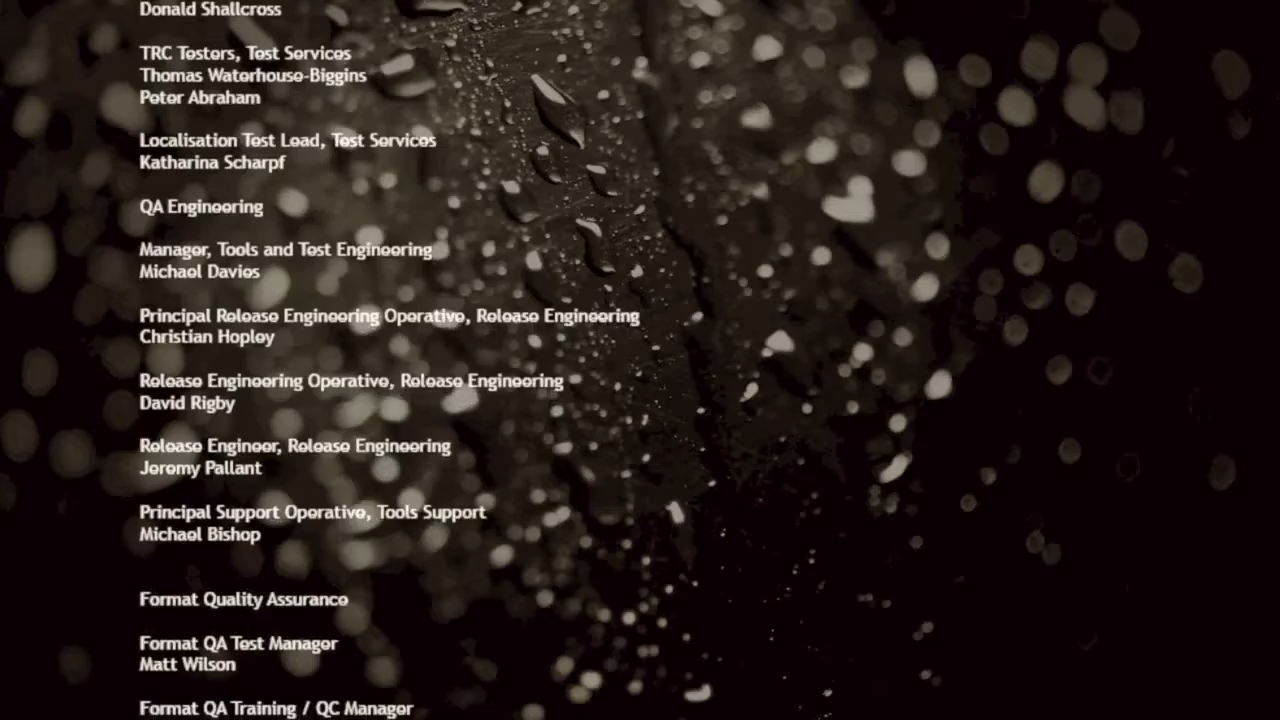 Donald Shallcross
TRC Testers, Test Services
Thomas Waterhouse-Biggins
Peter Abraham
Localisation Test Lead, Test Services
Katharina Scharpf
QA Engineering
Manager, Tools and Test Engineering
Michael Davies
Principal Release Engineering Operative, Release Engineering
Christian Hopley
Release Engineering Operative, Release Engineering
David Rigby
Release Engineer, Release Engineering
Jeremy Pallant
Principal Support Operative, Tools Support
Michael Bishop
Format Quality Assurance
Format QA Test Manager
Matt Wilson
Format QA Training / QC Manager